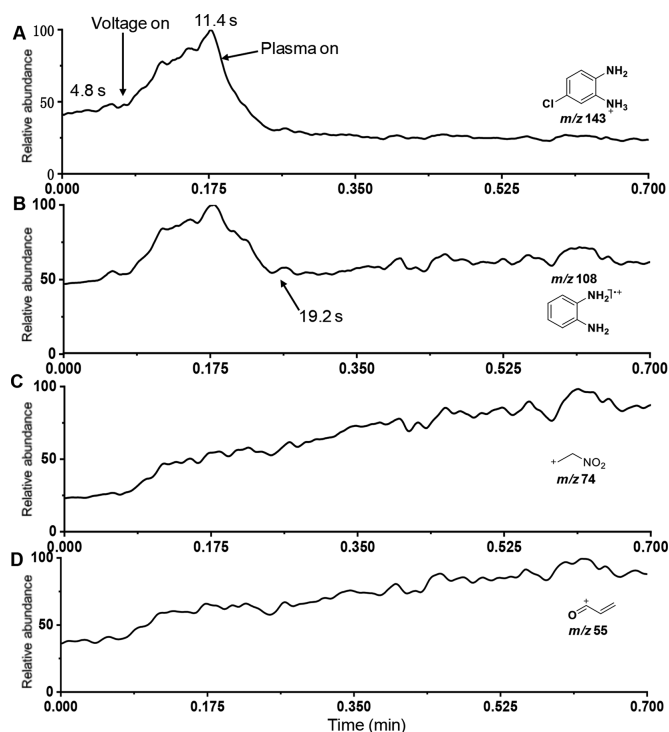 A
Voltage on
11.4 s
Plasma on
4.8 s
Relative abundance
100
50
0
0.000
0.175
0.350
0.525
0.700
NH2
Cl
NH3
+
m/z 143
B
Relative abundance
100
50
0
0.000
0.175
0.350
0.525
0.700
19.2 s
m/z 108
NH2
•+
NH2
C
Relative abundance
100
50
0
0.000
0.175
0.350
0.525
0.700
+
NO2
m/z 74
D
Relative abundance
100
50
0
0.000
0.175
0.350
0.525
0.700
+
O
m/z 55
Time (min)